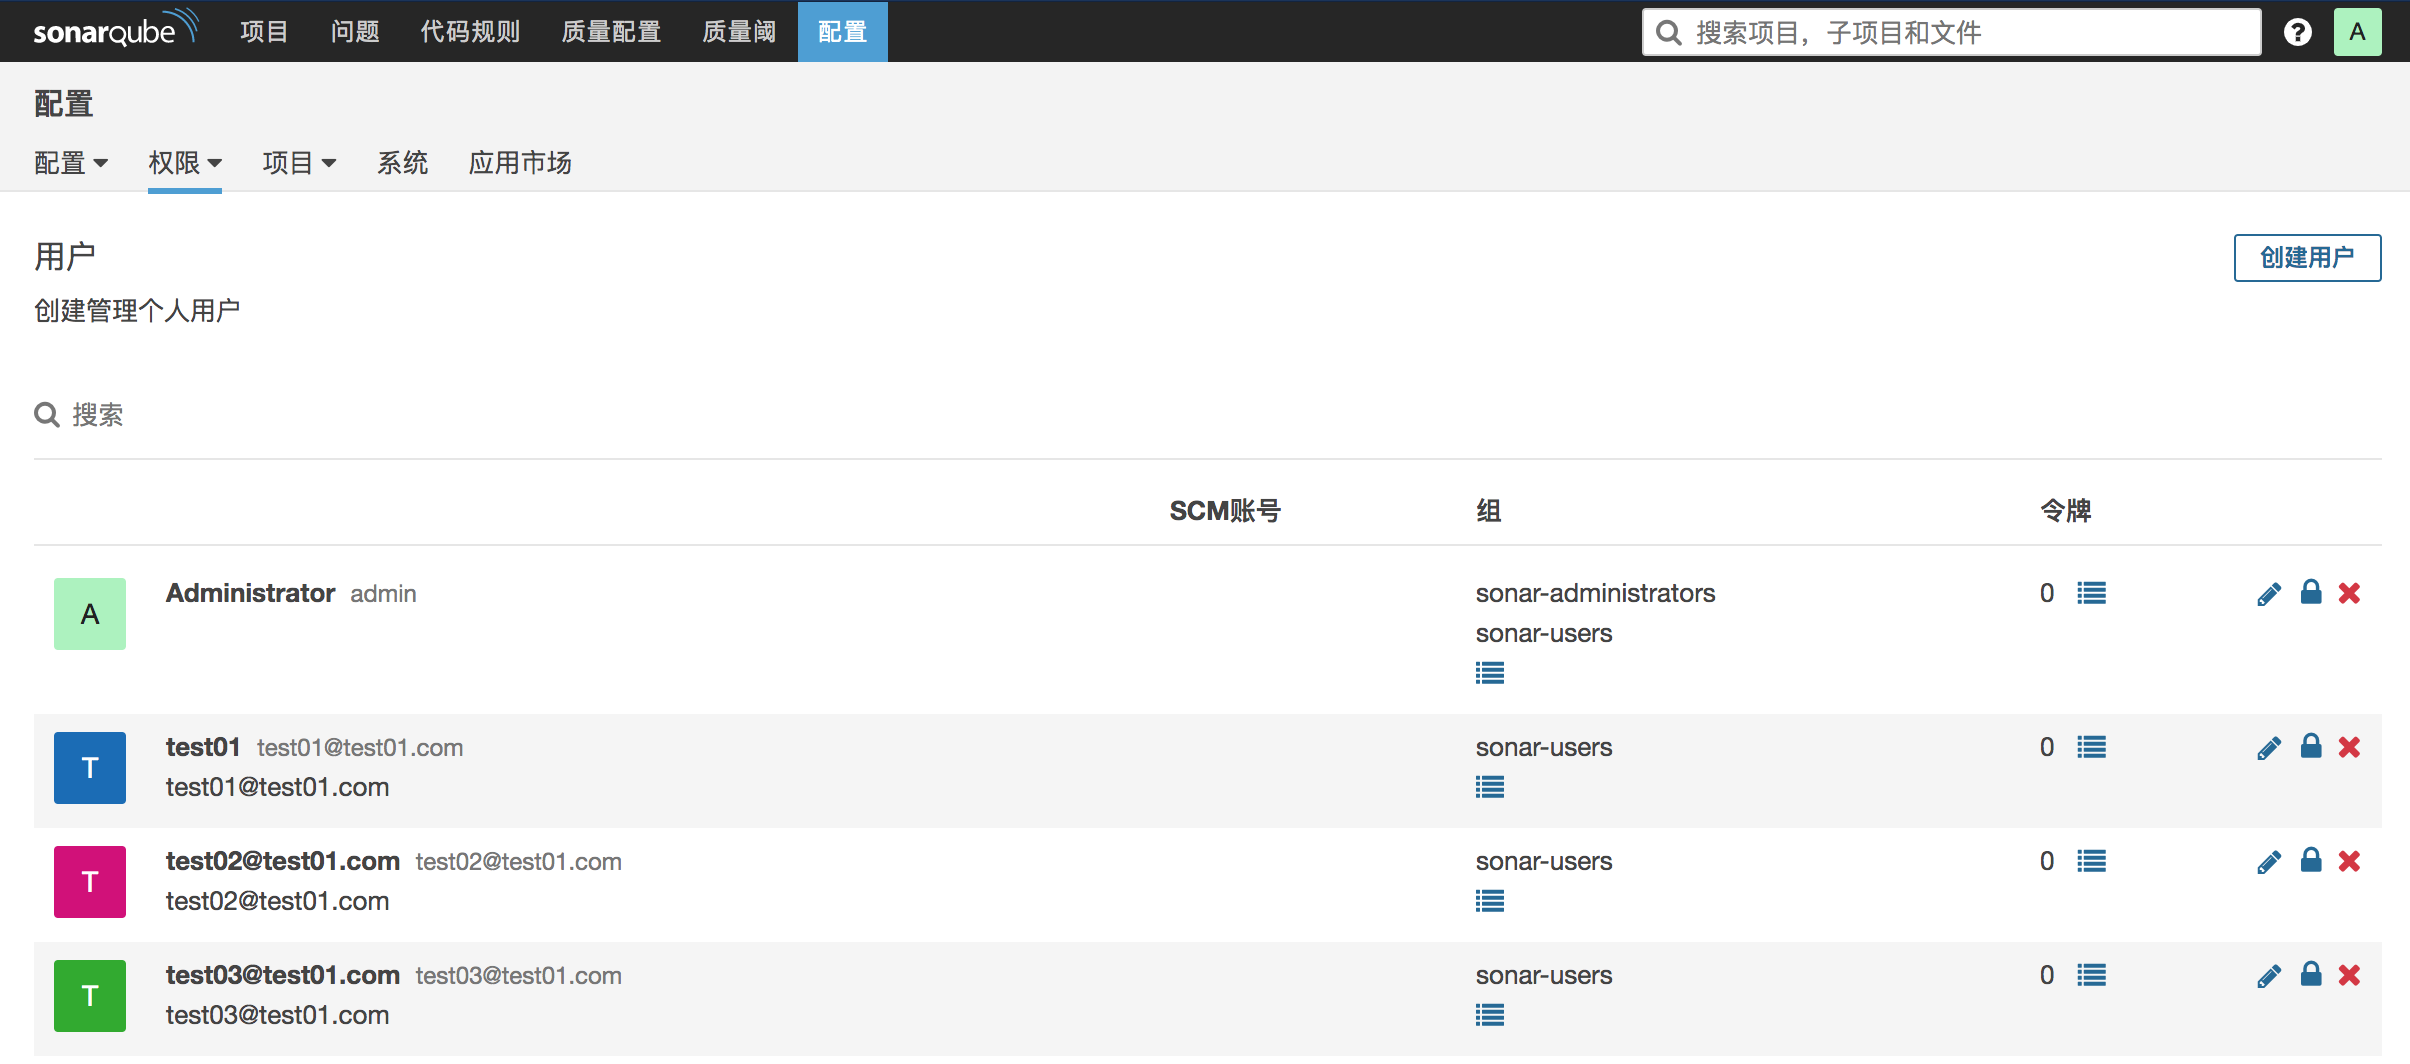 sonarqube 项目 问题 代码规则 质量配置 质量阈 配置 搜索项目，子项目和文件 ? A
配置
配置 权限 项目 系统 应用市场
用户 创建用户
创建管理个人用户
搜索
SCM账号 组 令牌
A Administrator admin sonar-administrators 0
sonar-users
T test01 test01@test01.com sonar-users 0
test01@test01.com
T test02@test01.com test02@test01.com sonar-users 0
test02@test01.com
T test03@test01.com test03@test01.com sonar-users 0
test03@test01.com